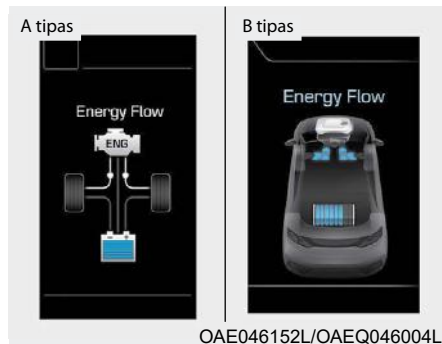 A tipas
Energy Flow
ENG
B tipas
Energy Flow
OAE046152L/OAEQ046004L